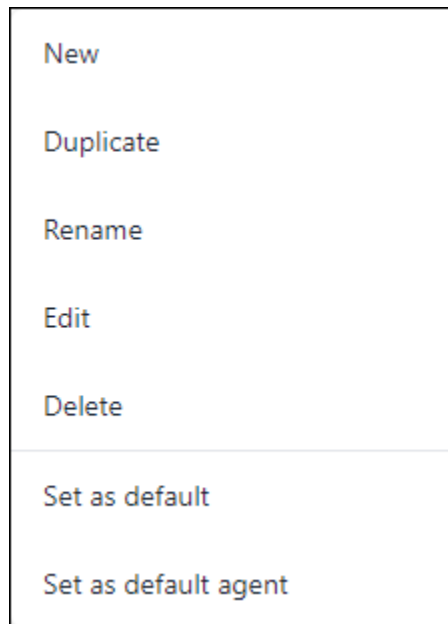 New
Duplicate
Rename
Edit
Delete
Set as default
Set as default agent